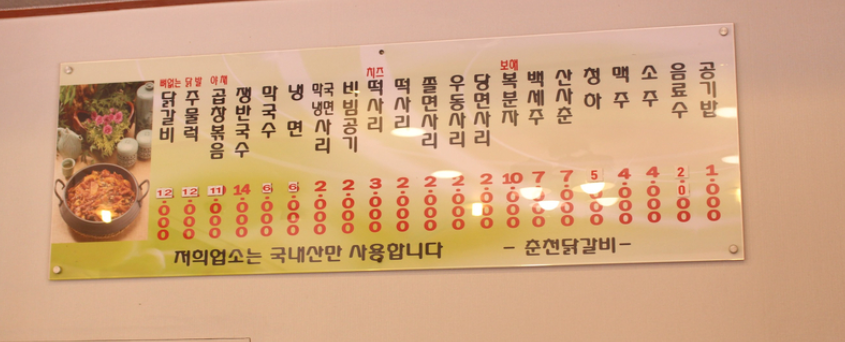 뼈없는 닭갈비 12.000
닭발 주물럭 12.000
야채 곱창볶음 11.000
쟁반국수 14.000
막국수 6.000
냉면 6.000
막국 냉면 사리 2.000
비빔공기 2.000
치즈 떡사리 3.000
떡사리 2.000
쫄면사리 2.000
우동사리 2.000
당면사리 2.000
보해 복분자 10.000
백세주 7.000
산사춘 7.000
청하 5.000
맥주 4.000
소주 4.000
음료수 2.000
공기밥 1.000
저의업소는 국내산만 사용합니다
- 춘천닭갈비 -